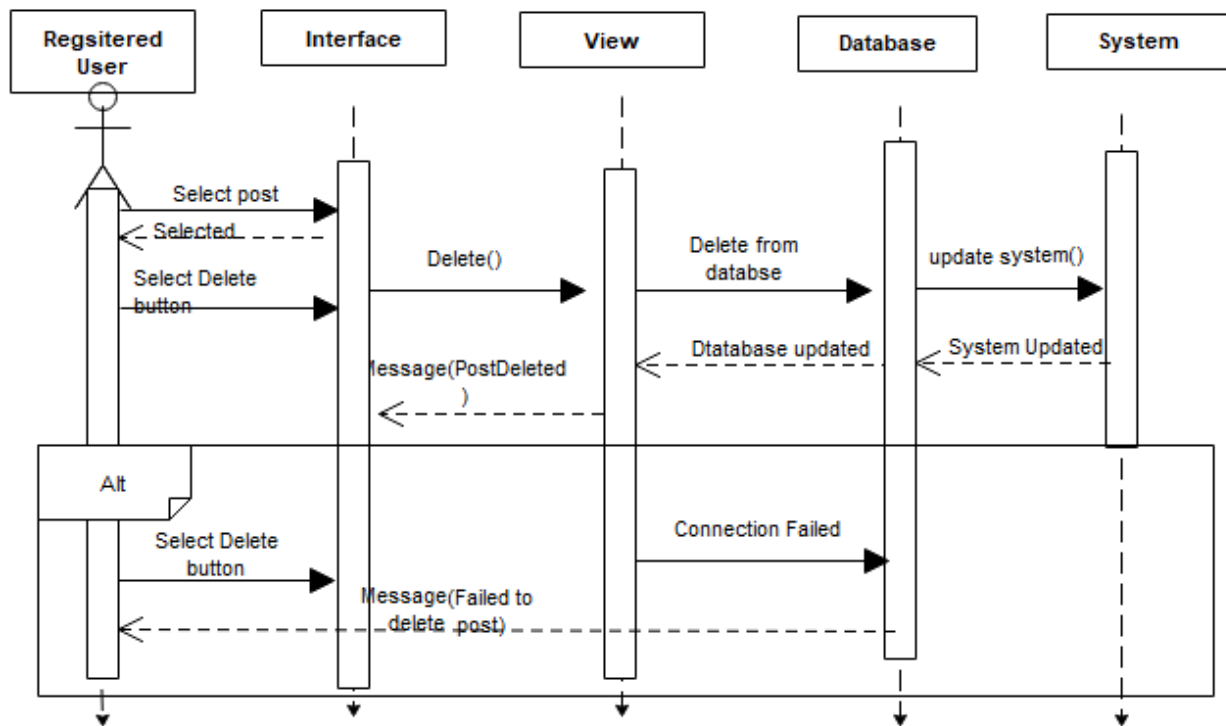 Regsitered
User
Interface
View
Database
System
Select post
Selected
Select Delete
button
Delete()
Delete from
databse
update system()
Dtatabase updated
System Updated
Message(PostDeleted
)
Alt
Select Delete
button
Connection Failed
Message(Failed to
delete post)